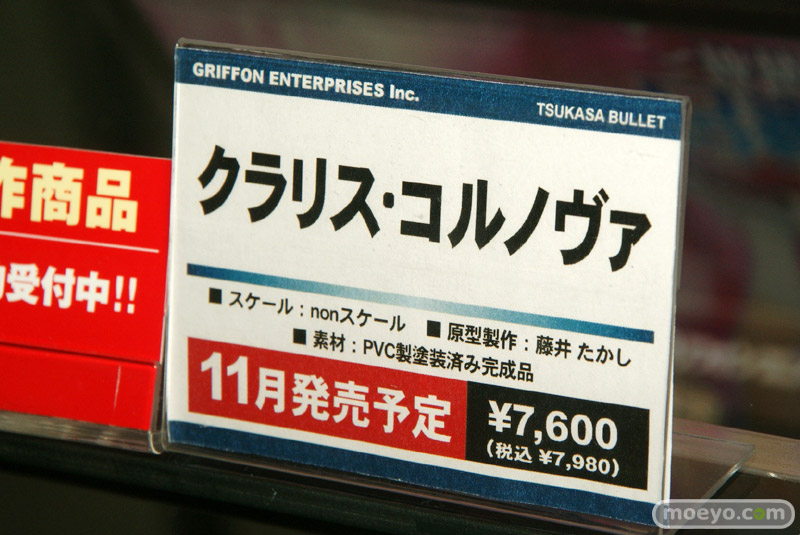 GRIFFON ENTERPRISES Inc.
TSUKASA BULLET
クラリス・コルノヴァ
■ スケール：nonスケール ■ 原型製作：藤井 たかし
■ 素材：PVC製塗装済み完成品
11月発売予定
¥7,600
(税込 ¥7,980)
作商品
受付中!!
moeyo.com